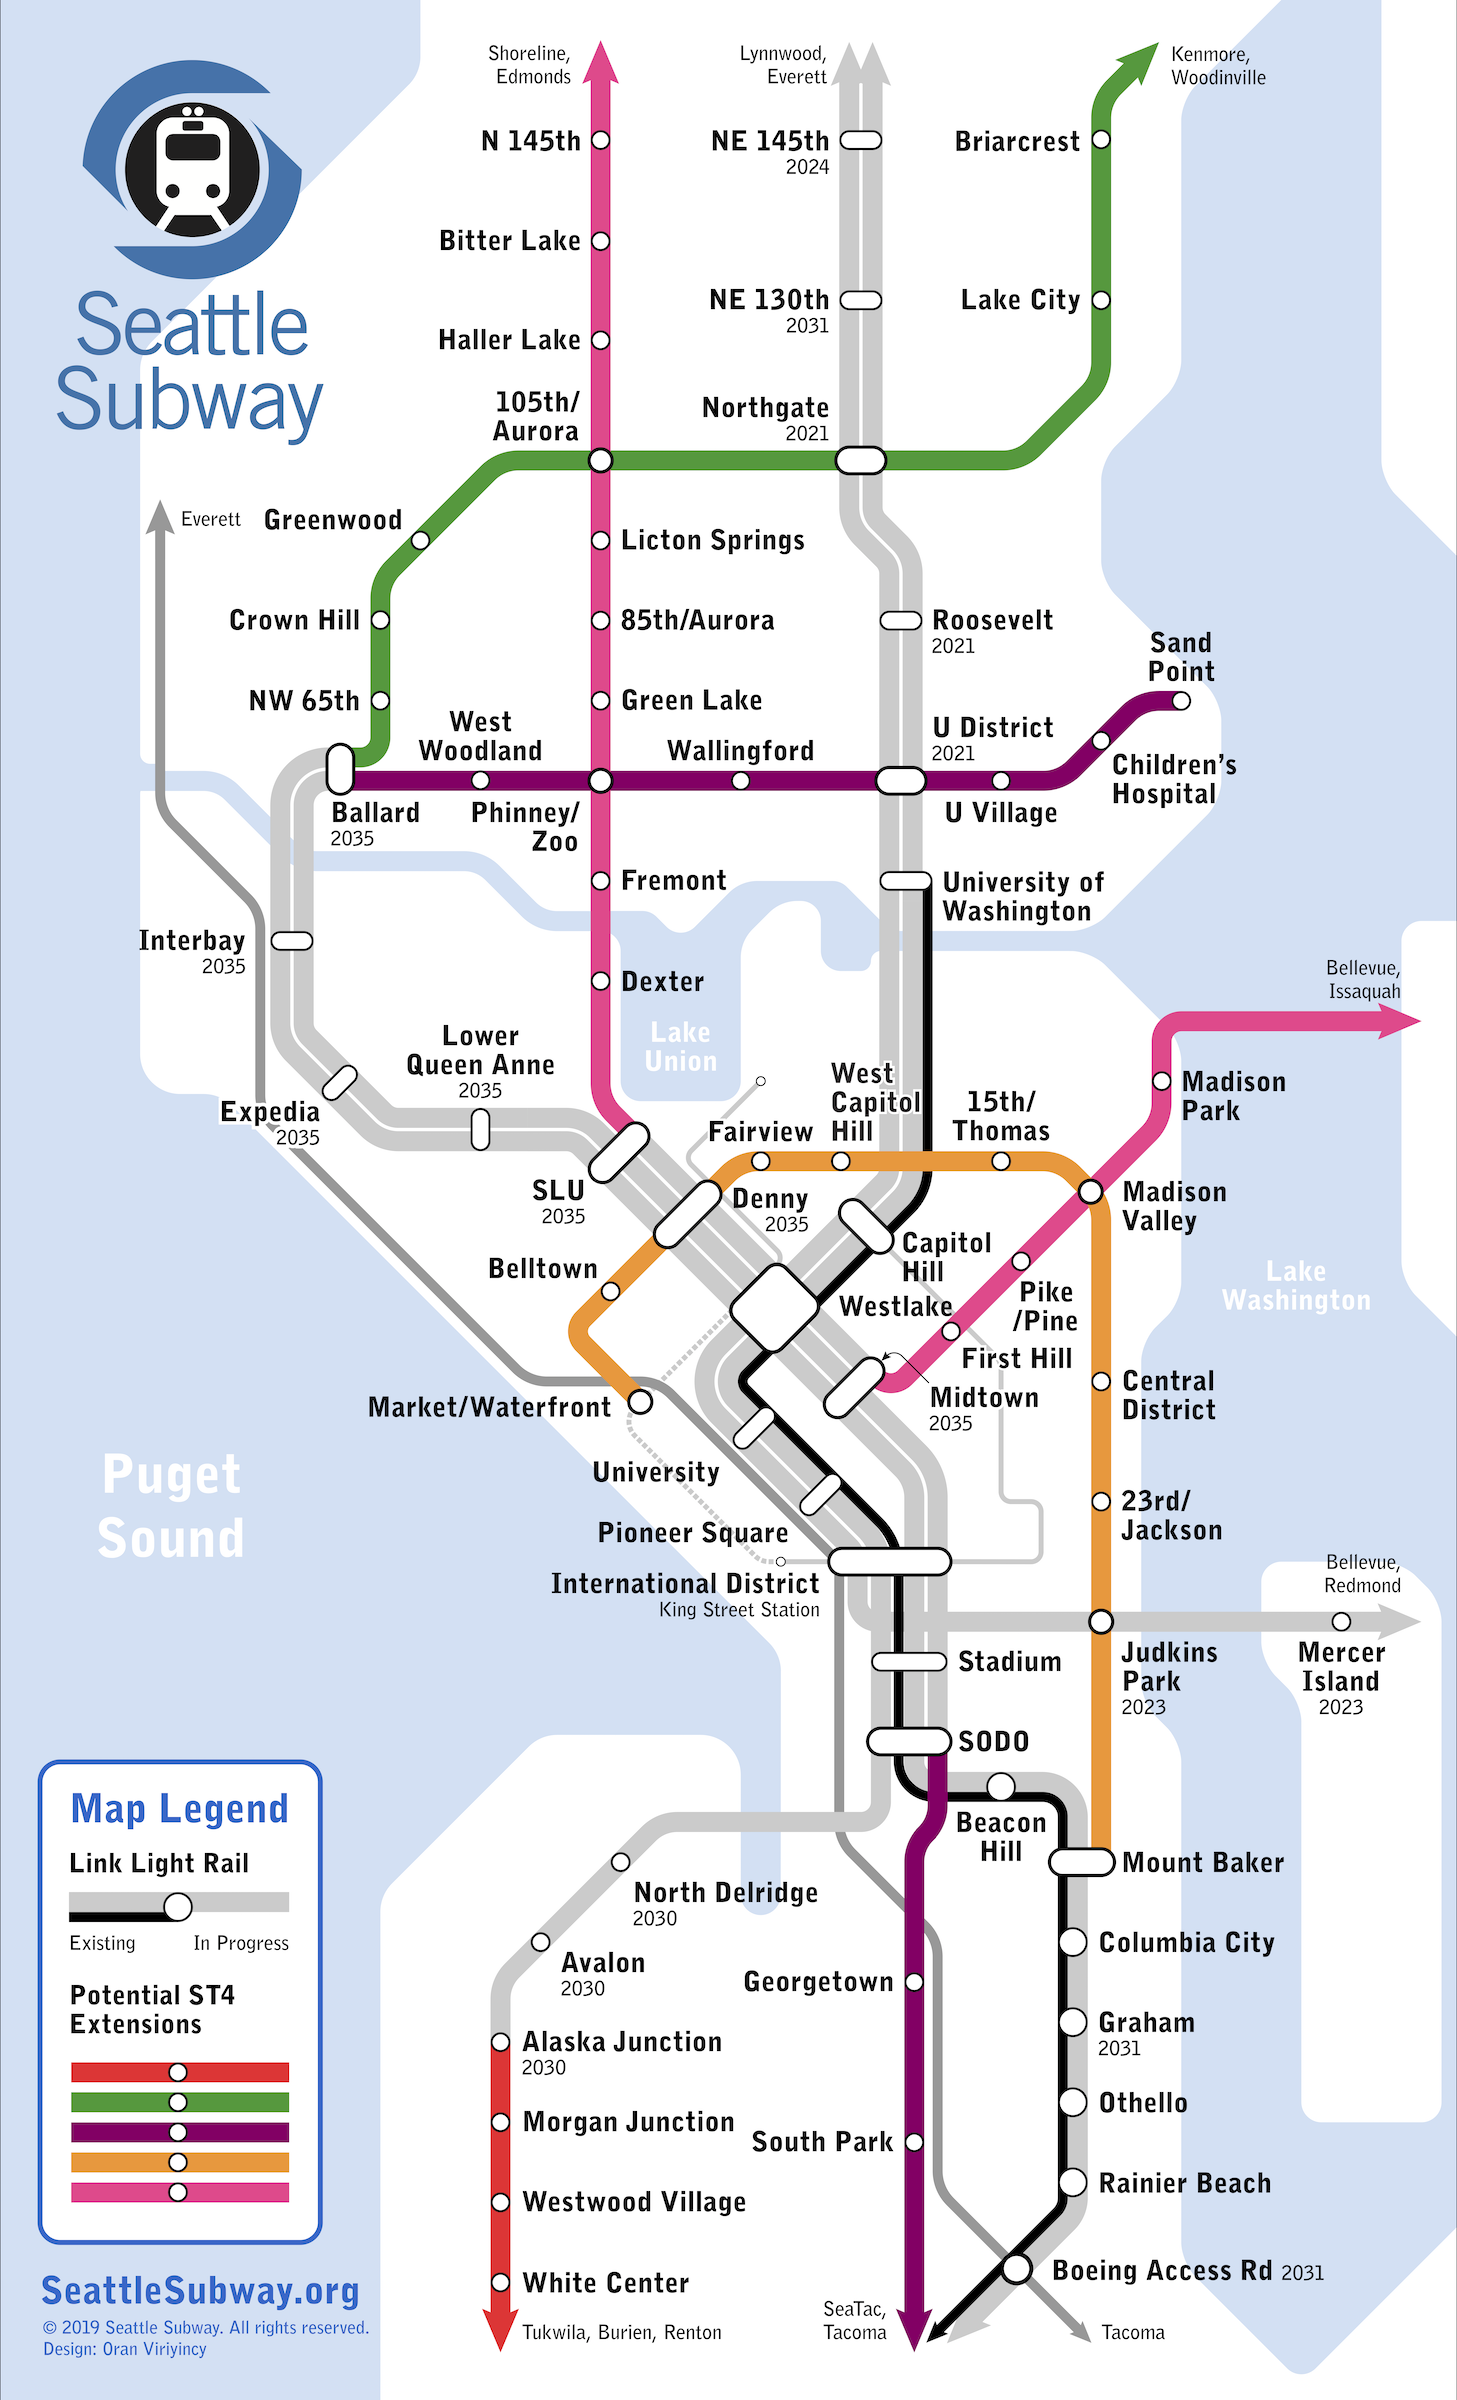 Shoreline,
Edmonds
Lynnwood,
Everett
Kenmore,
Woodinville
Seattle
Subway
N 145th
NE 145th
2024
Briarcrest
Bitter Lake
NE 130th
2031
Lake City
Haller Lake
105th/
Aurora
Northgate
2021
Everett
Greenwood
Licton Springs
Crown Hill
85th/Aurora
Roosevelt
2021
Sand
Point
NW 65th
Green Lake
West
Woodland
Wallingford
U District
2021
Children's
Hospital
Ballard
2035
Phinney/
Zoo
U Village
Fremont
University of
Washington
Interbay
2035
Dexter
Bellevue,
Issaquah
Lake
Union
Lower
Queen Anne
2035
West
Capitol
Hill
15th/
Thomas
Madison
Park
Expedia
2035
Fairview
SLU
2035
Denny
2035
Madison
Valley
Belltown
Capitol
Hill
Lake
Washington
Westlake
Pike
/Pine
First Hill
Midtown
2035
Market/Waterfront
Central
District
University
Puget
Sound
Pioneer Square
23rd/
Jackson
International District
King Street Station
Bellevue,
Redmond
Stadium
Judkins
Park
2023
Mercer
Island
2023
SODO
Beacon
Hill
Mount Baker
Map Legend
Link Light Rail
Existing
In Progress
Potential ST4
Extensions
North Delridge
2030
Avalon
2030
Columbia City
Georgetown
Alaska Junction
2030
Graham
2031
Morgan Junction
South Park
Othello
Westwood Village
Rainier Beach
White Center
Boeing Access Rd 2031
Tukwila, Burien, Renton
SeaTac,
Tacoma
Tacoma
SeattleSubway.org
© 2019 Seattle Subway. All rights reserved.
Design: Oran Viriyincy